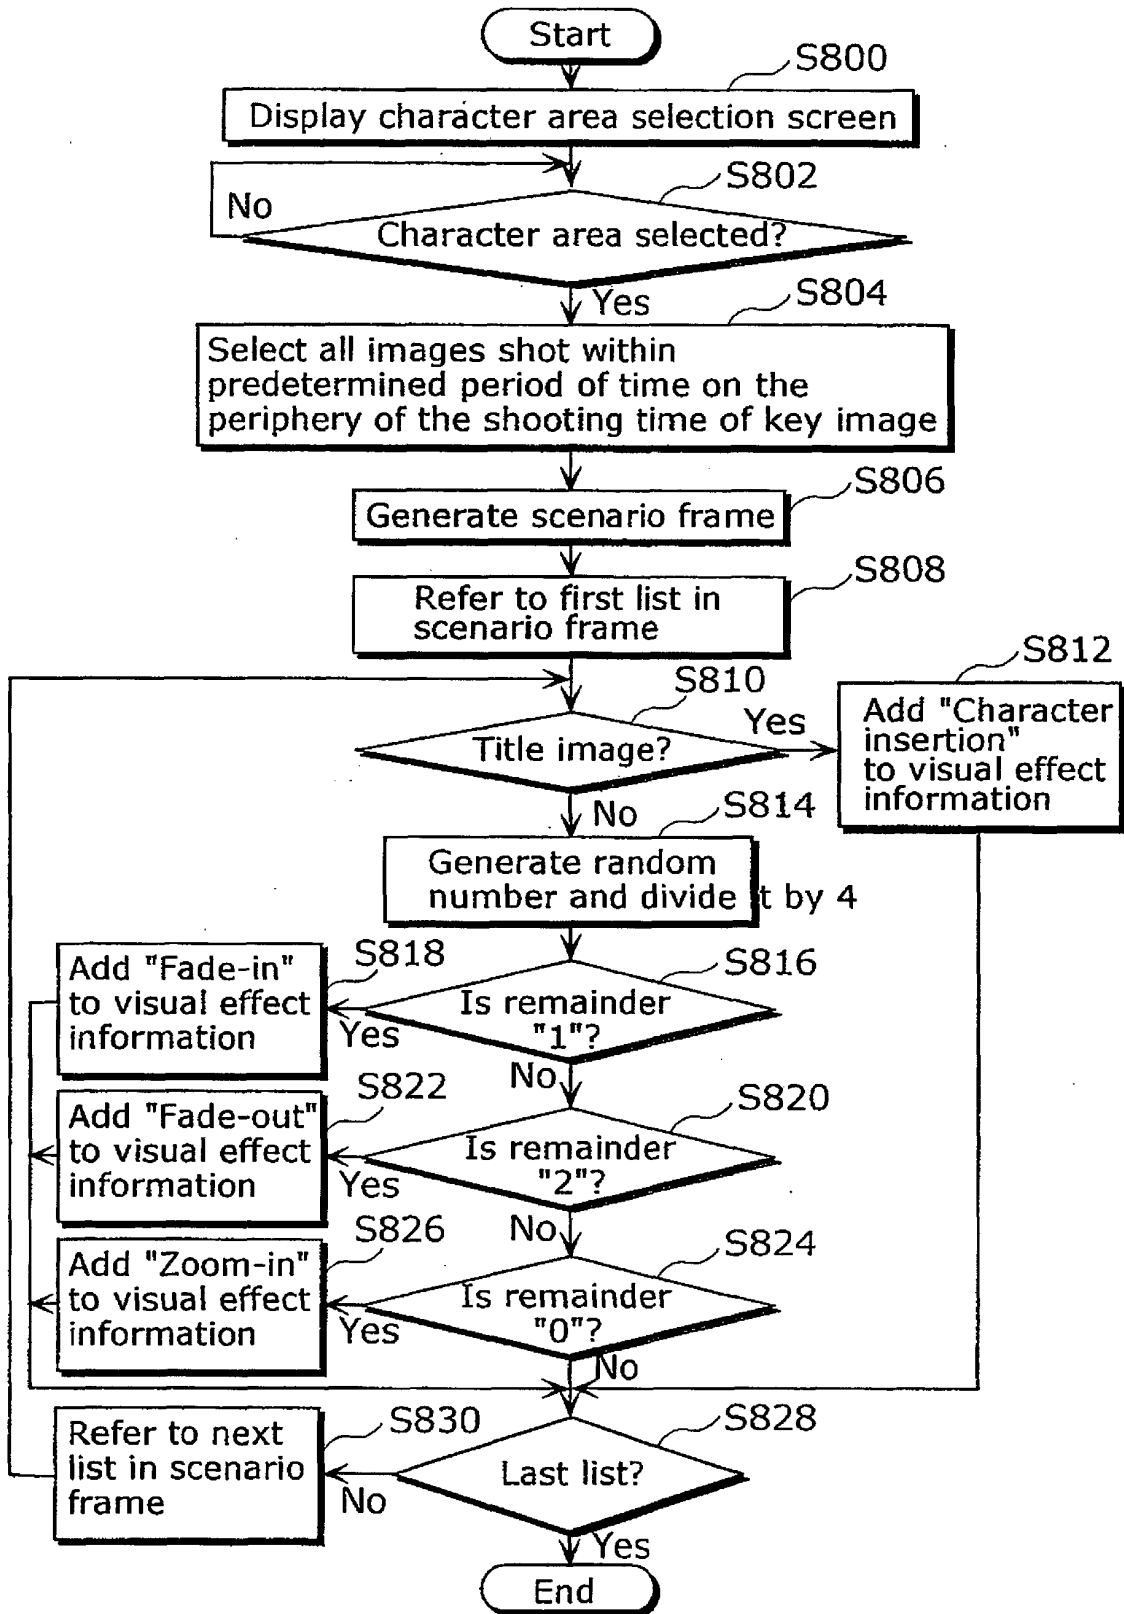 Start
S800
Display character area selection screen
S802
No
Character area selected?
Yes
S804
Select all images shot within
predetermined period of time on the
periphery of the shooting time of key image
S806
Generate scenario frame
S808
Refer to first list in
scenario frame
S810
S812
Title image?
Yes
Add "Character
insertion"
to visual effect
information
No
S814
Generate random
number and divide t by 4
S818
Add "Fade-in"
to visual effect
information
S816
Is remainder
"1"?
Yes
No
S822
Add "Fade-out"
to visual effect
information
S820
Is remainder
"2"?
Yes
No
S826
Add "Zoom-in"
to visual effect
information
S824
Is remainder
"0"?
Yes
No
S830
Refer to next
list in scenario
frame
S828
Last list?
No
Yes
End